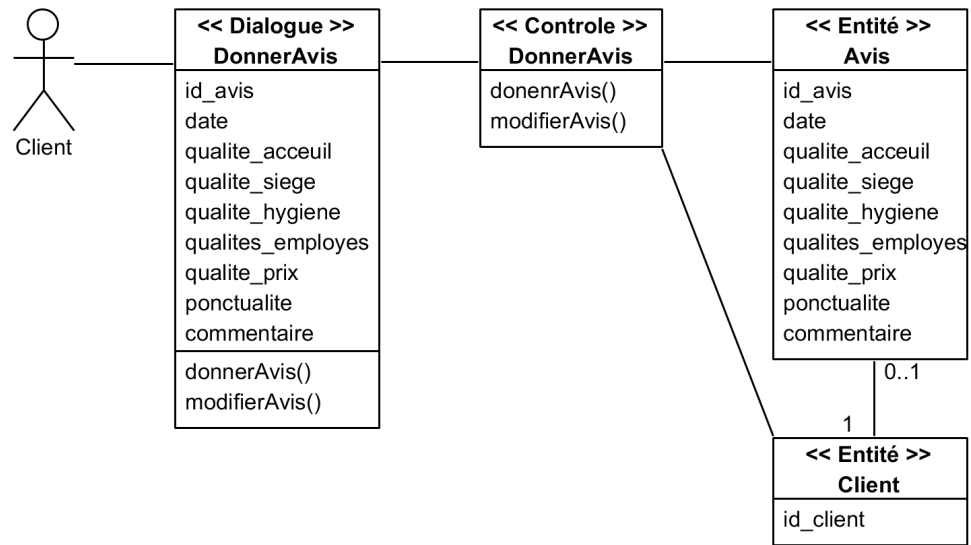 Client
<< Dialogue >>
DonnerAvis
id_avis
date
qualite_acceuil
qualite_siege
qualite_hygiene
qualites_employes
qualite_prix
ponctualite
commentaire
donnerAvis()
modifierAvis()
<< Controle >>
DonnerAvis
donenrAvis()
modifierAvis()
<< Entité >>
Avis
id_avis
date
qualite_acceuil
qualite_siege
qualite_hygiene
qualites_employes
qualite_prix
ponctualite
commentaire
0..1
1
<< Entité >>
Client
id_client